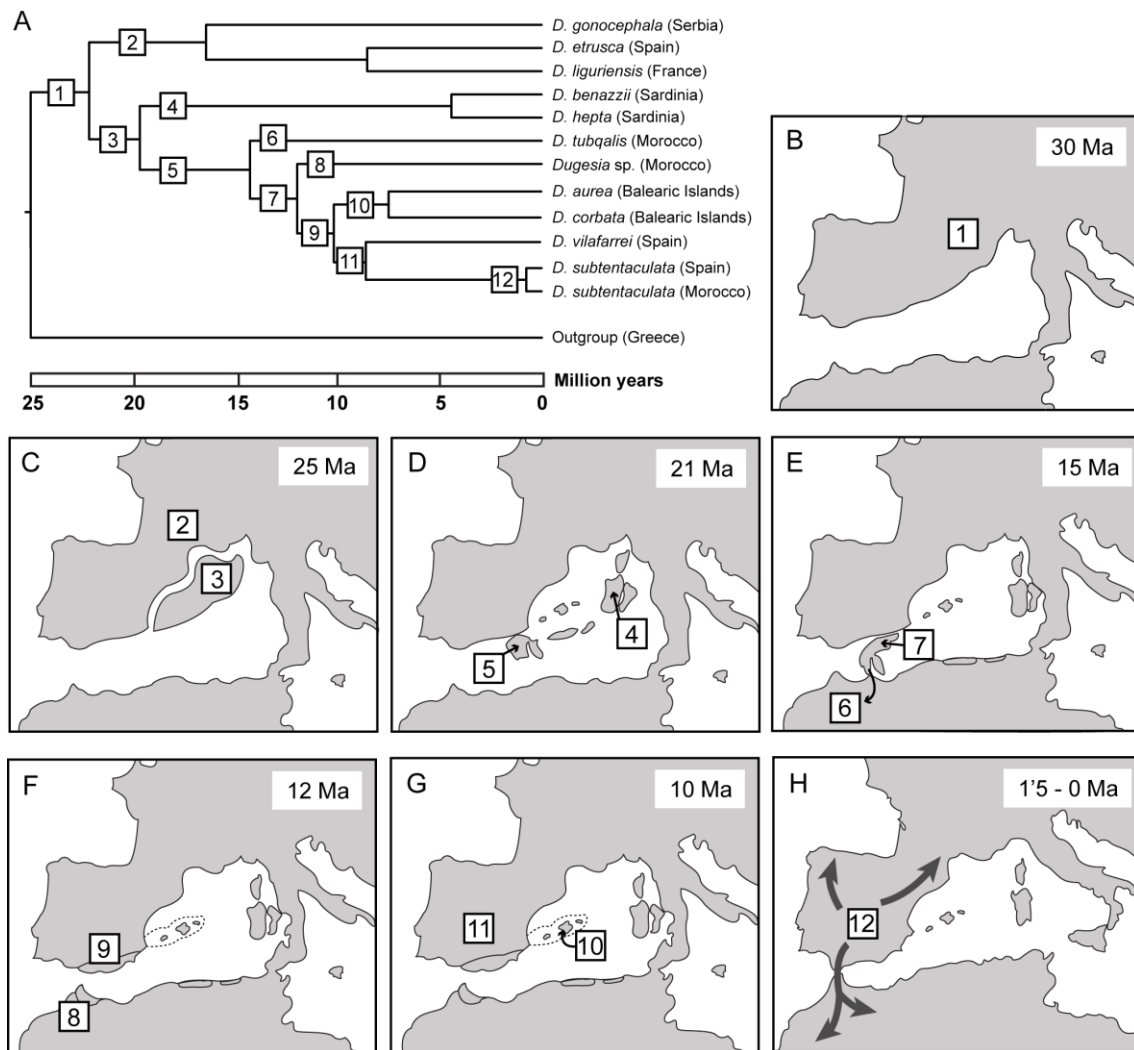 A
1
2
3
4
5
6
7
8
9
10
11
12
D. gonocephala (Serbia)
D. etrusca (Spain)
D. liguriensis (France)
D. benazzii (Sardinia)
D. hepta (Sardinia)
D. tubqalis (Morocco)
Dugesia sp. (Morocco)
D. aurea (Balearic Islands)
D. corbata (Balearic Islands)
D. vilafarrei (Spain)
D. subtentaculata (Spain)
D. subtentaculata (Morocco)
Outgroup (Greece)
Million years
25 20 15 10 5 0
B
30 Ma
1
C
25 Ma
2
3
D
21 Ma
4
5
E
15 Ma
7
6
F
12 Ma
9
8
G
10 Ma
11
10
H
1'5 - 0 Ma
12